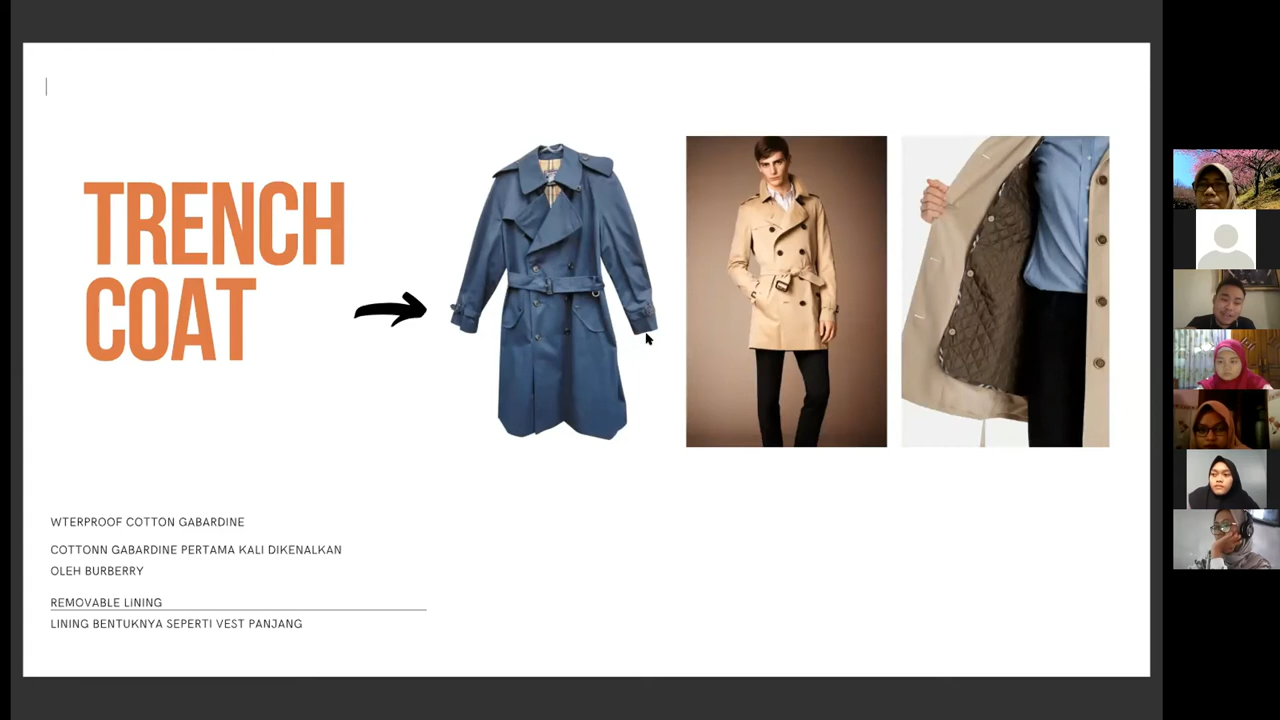 TRENCH
COAT
WTERPROOF COTTON GABARDINE
COTTONN GABARDINE PERTAMA KALI DIKENALKAN
OLEH BURBERRY
REMOVABLE LINING
LINING BENTUKNYA SEPERTI VEST PANJANG